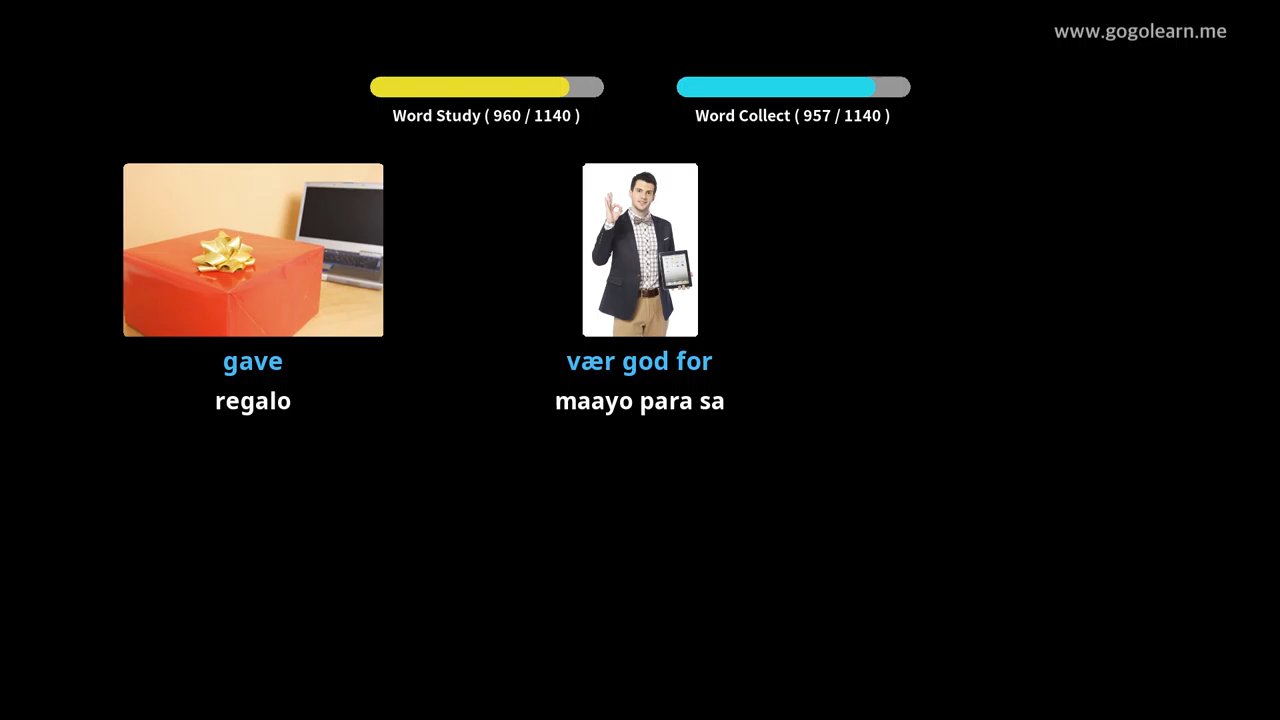 www.gogolearn.me
Word Study ( 960 / 1140 )
Word Collect ( 957 / 1140 )
gave
regalo
vær god for
maayo para sa